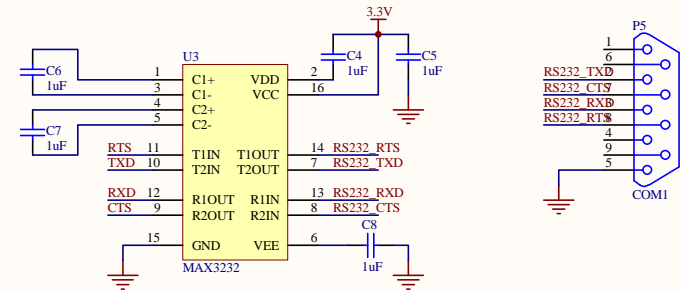 3.3V
P5
U3
C6
1uF
C4
1uF
C5
1uF
1
C1+
VDD
2
3
C1-
VCC
16
4
C2+
5
C2-
C7
1uF
RTS
11
T1IN
T1OUT
14
RS232_RTS
TXD
10
T2IN
T2OUT
7
RS232_TXD
RXD
12
R1OUT
R1IN
13
RS232_RXD
CTS
9
R2OUT
R2IN
8
RS232_CTS
15
GND
VEE
6
C8
1uF
MAX3232
1
6
RS232_TXD
RS232_CTS
RS232_RXD
RS232_RTS
4
9
5
COM1